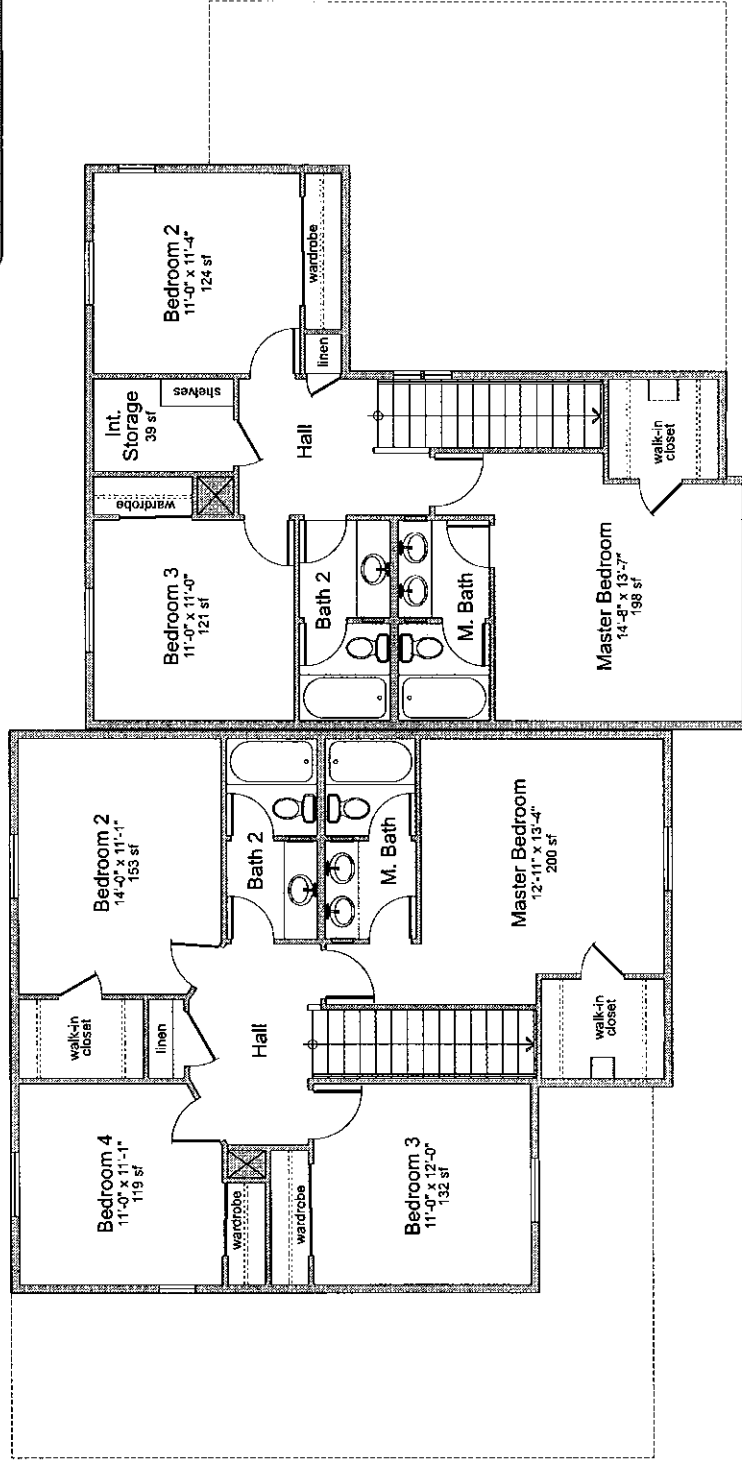 Bedroom 2
14'-0" x 11'-1"
153 sf
walk-in
closet
linen
Bedroom 4
11'-0" x 11'-1"
119 sf
wardrobe
wardrobe
Bedroom 3
11'-0" x 12'-0"
132 sf
Hall
Bath 2
M. Bath
Master Bedroom
12'-11" x 13'-4"
200 sf
walk-in
closet
Bedroom 2
11'-0" x 11'-4"
124 sf
wardrobe
linen
Int.
Storage
39 sf
shelves
wardrobe
Bedroom 3
11'-0" x 11'-0"
121 sf
Hall
Bath 2
M. Bath
Master Bedroom
14'-8" x 13'-7"
198 sf
walk-in
closet